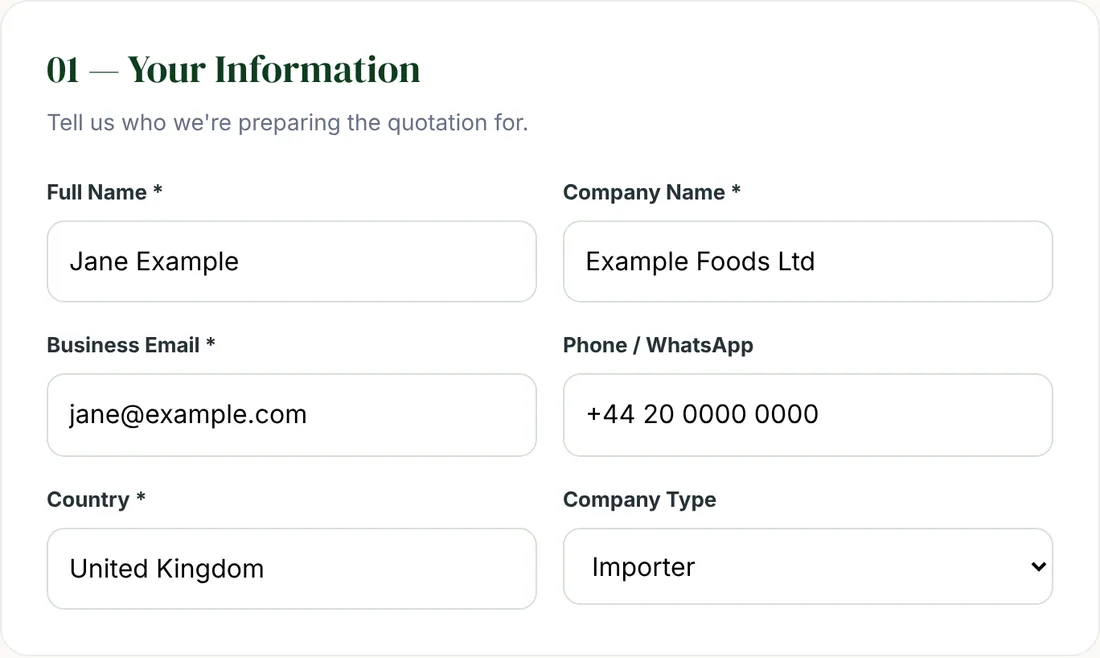 01 — Your Information
Tell us who we're preparing the quotation for.
Full Name *
Company Name *
Jane Example
Example Foods Ltd
Business Email *
Phone / WhatsApp
jane@example.com
+44 20 0000 0000
Country *
Company Type
United Kingdom
Importer